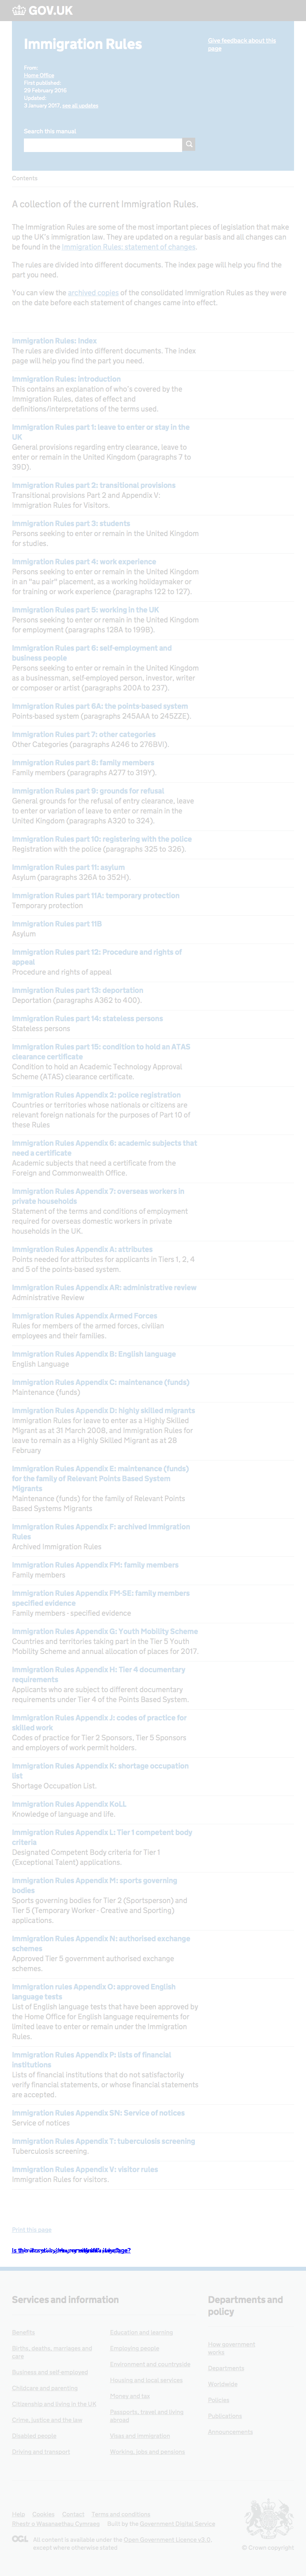 GOV.UK
Immigration Rules
Give feedback about this
page
From:
Home Office
First published:
29 February 2016
Updated:
3 January 2017, see all updates
Search this manual
Contents:
A collection of the current Immigration Rules.
The Immigration Rules are some of the most important pieces of legislation that make
up the UK's immigration law. They are updated on a regular basis and all changes can
be found in the Immigration Rules: statement of changes.
The rules are divided into different documents. The index page will help you find the
part you need.
You can view the archived copies of the consolidated Immigration Rules as they were
on the date before each statement of changes came into effect.
Immigration Rules: Index
The rules are divided into different documents. The index
page will help you find the part you need.
Immigration Rules: introduction
This contains an explanation of who's covered by the
Immigration Rules, dates of effect and
definitions/interpretations of the terms used.
Immigration Rules part 1: leave to enter or stay in the
UK
General provisions regarding entry clearance, leave to
enter or remain in the United Kingdom (paragraphs 7 to
39D).
Immigration Rules part 2: transitional provisions
Transitional provisions Part 2 and Appendix V:
Immigration Rules for Visitors.
Immigration Rules part 3: students
Persons seeking to enter or remain in the United Kingdom
for studies.
Immigration Rules part 4: work experience
Persons seeking to enter or remain in the United Kingdom
in an "au pair" placement, as a working holidaymaker or
for training or work experience (paragraphs 122 to 127).
Immigration Rules part 5: working in the UK
Persons seeking to enter or remain in the United Kingdom
for employment (paragraphs 128A to 199B).
Immigration Rules part 6: self-employment and
business people
Persons seeking to enter or remain in the United Kingdom
as a businessman, self-employed person, investor, writer
or composer or artist (paragraphs 200A to 237).
Immigration Rules part 6A: the points-based system
Points-based system (paragraphs 245AAA to 245ZZE).
Immigration Rules part 7: other categories
Other Categories (paragraphs A246 to 276BVI).
Immigration Rules part 8: family members
Family members (paragraphs A277 to 319Y).
Immigration Rules part 9: grounds for refusal
General grounds for the refusal of entry clearance, leave
to enter or variation of leave to enter or remain in the
United Kingdom (paragraphs A320 to 324).
Immigration Rules part 10: registering with the police
Registration with the police (paragraphs 325 to 326).
Immigration Rules part 11: asylum
Asylum (paragraphs 326A to 352H).
Immigration Rules part 11A: temporary protection
Temporary protection
Immigration Rules part 11B
Asylum
Immigration Rules part 12: Procedure and rights of
appeal
Procedure and rights of appeal
Immigration Rules part 13: deportation
Deportation (paragraphs A362 to 400).
Immigration Rules part 14: stateless persons
Stateless persons
Immigration Rules part 15: condition to hold an ATAS
clearance certificate
Condition to hold an Academic Technology Approval
Scheme (ATAS) clearance certificate.
Immigration Rules Appendix 2: police registration
Countries or territories whose nationals or citizens are
relevant foreign nationals for the purposes of Part 10 of
these Rules
Immigration Rules Appendix 6: academic subjects that
need a certificate
Academic subjects that need a certificate from the
Foreign and Commonwealth Office.
Immigration Rules Appendix 7: overseas workers in
private households
Statement of the terms and conditions of employment
required for overseas domestic workers in private
households in the UK.
Immigration Rules Appendix A: attributes
Points needed for attributes for applicants in Tiers 1, 2, 4
and 5 of the points-based system.
Immigration Rules Appendix AR: administrative review
Administrative Review
Immigration Rules Appendix Armed Forces
Rules for members of the armed forces, civilian
employees and their families.
Immigration Rules Appendix B: English language
English Language
Immigration Rules Appendix C: maintenance (funds)
Maintenance (funds)
Immigration Rules Appendix D: highly skilled migrants
Immigration Rules for leave to enter as a Highly Skilled
Migrant as at 31 March 2008, and Immigration Rules for
leave to remain as a Highly Skilled Migrant as at 28
February
Immigration Rules Appendix E: maintenance (funds)
for the family of Relevant Points Based System
Migrants
Maintenance (funds) for the family of Relevant Points
Based Systems Migrants
Immigration Rules Appendix F: archived Immigration
Rules
Archived Immigration Rules
Immigration Rules Appendix FM: family members
Family members
Immigration Rules Appendix FM-SE: family members
specified evidence
Family members - specified evidence
Immigration Rules Appendix G: Youth Mobility Scheme
Countries and territories taking part in the Tier 5 Youth
Mobility Scheme and annual allocation of places for 2017.
Immigration Rules Appendix H: Tier 4 documentary
requirements
Applicants who are subject to different documentary
requirements under Tier 4 of the Points Based System.
Immigration Rules Appendix J: codes of practice for
skilled work
Codes of practice for Tier 2 Sponsors, Tier 5 Sponsors
and employers of work permit holders.
Immigration Rules Appendix K: shortage occupation
list
Shortage Occupation List.
Immigration Rules Appendix KoLL
Knowledge of language and life.
Immigration Rules Appendix L: Tier 1 competent body
criteria
Designated Competent Body criteria for Tier 1
(Exceptional Talent) applications.
Immigration Rules Appendix M: sports governing
bodies
Sports governing bodies for Tier 2 (Sportsperson) and
Tier 5 (Temporary Worker - Creative and Sporting)
applications.
Immigration Rules Appendix N: authorised exchange
schemes
Approved Tier 5 government authorised exchange
schemes.
Immigration rules Appendix O: approved English
language tests
List of English language tests that have been approved by
the Home Office for English language requirements for
limited leave to enter or remain under the Immigration
Rules.
Immigration Rules Appendix P: lists of financial
institutions
Lists of financial institutions that do not satisfactorily
verify financial statements, or whose financial statements
are accepted.
Immigration Rules Appendix SN: Service of notices
Service of notices
Immigration Rules Appendix T: tuberculosis screening
Tuberculosis screening.
Immigration Rules Appendix V: visitor rules
Immigration Rules for visitors.
Print this page
Services and information
Departments and
policy
Benefits
Births, deaths, marriages and
care
Business and self-employed
Childcare and parenting
Citizenship and living in the UK
Crime, justice and the law
Disabled people
Driving and transport
Education and learning
Employing people
Environment and countryside
Housing and local services
Money and tax
Passports, travel and living
abroad
Visas and immigration
Working, jobs and pensions
How government
works
Departments
Worldwide
Policies
Publications
Announcements
Help Cookies Contact Terms and conditions
Rhestr o Wasanaethau Cymraeg Built by the Government Digital Service
OGL All content is available under the Open Government Licence v3.0,
except where otherwise stated
© Crown copyright